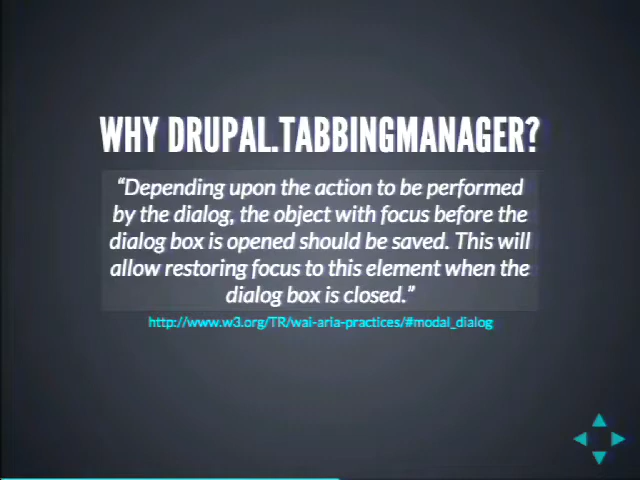 WHY DRUPAL.TABBINGMANAGER?
“Depending upon the action to be performed
by the dialog, the object with focus before the
dialog box is opened should be saved. This will
allow restoring focus to this element when the
dialog box is closed.”
http://www.w3.org/TR/wai-aria-practices/#modal_dialog